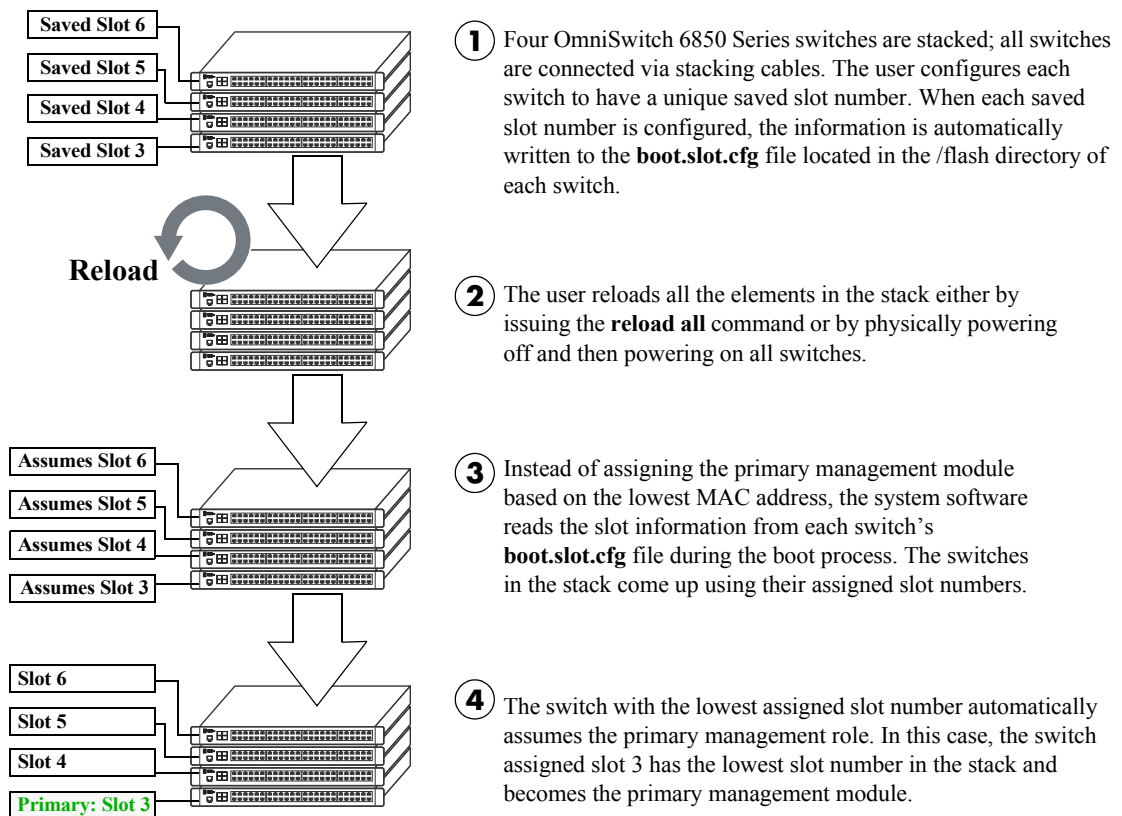 Saved Slot 6
Saved Slot 5
Saved Slot 4
Saved Slot 3
1 Four OmniSwitch 6850 Series switches are stacked; all switches
are connected via stacking cables. The user configures each
switch to have a unique saved slot number. When each saved
slot number is configured, the information is automatically
written to the boot.slot.cfg file located in the /flash directory of
each switch.
Reload
2 The user reloads all the elements in the stack either by
issuing the reload all command or by physically powering
off and then powering on all switches.
Assumes Slot 6
Assumes Slot 5
Assumes Slot 4
Assumes Slot 3
3 Instead of assigning the primary management module
based on the lowest MAC address, the system software
reads the slot information from each switch’s
boot.slot.cfg file during the boot process. The switches
in the stack come up using their assigned slot numbers.
Slot 6
Slot 5
Slot 4
Primary: Slot 3
4 The switch with the lowest assigned slot number automatically
assumes the primary management role. In this case, the switch
assigned slot 3 has the lowest slot number in the stack and
becomes the primary management module.